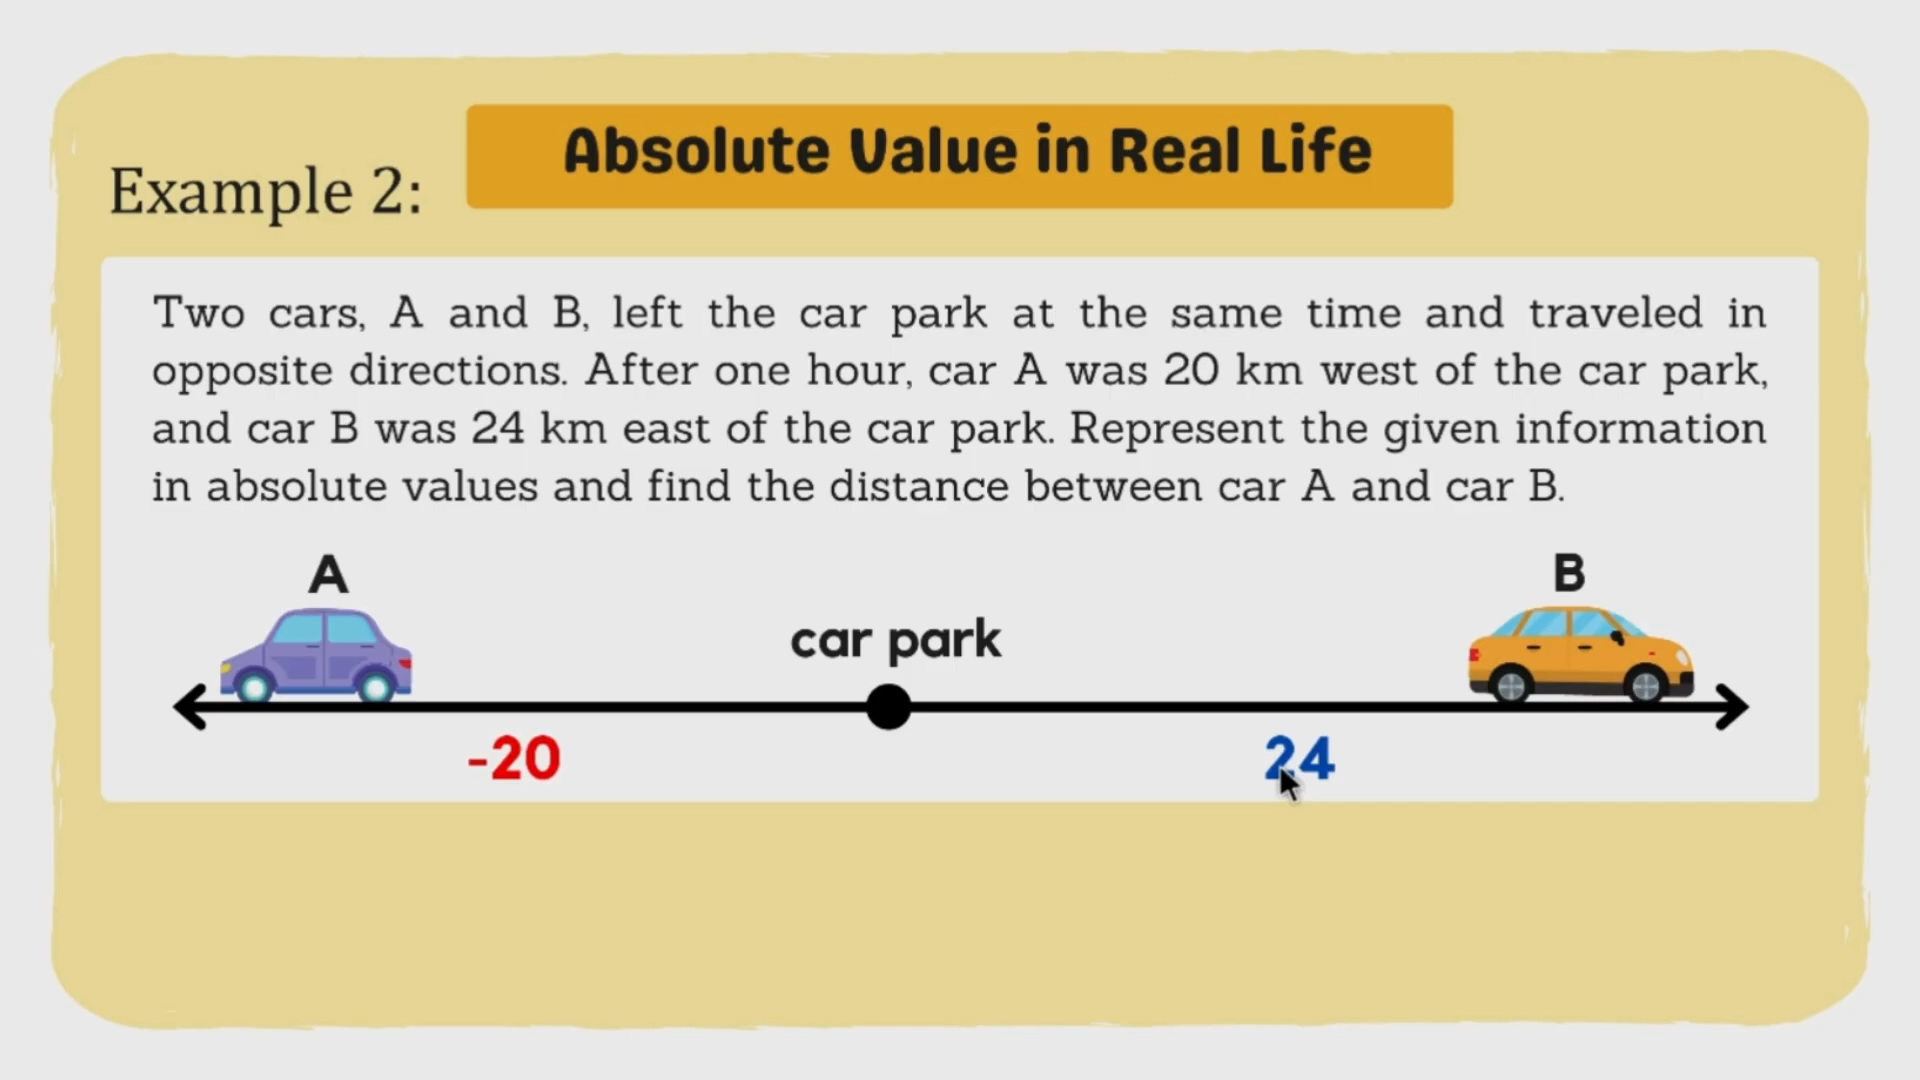 Absolute Value in Real Life
Example 2:
Two cars, A and B, left the car park at the same time and traveled in
opposite directions. After one hour, car A was 20 km west of the car park,
and car B was 24 km east of the car park. Represent the given information
in absolute values and find the distance between car A and car B.
A
B
car park
-20
24